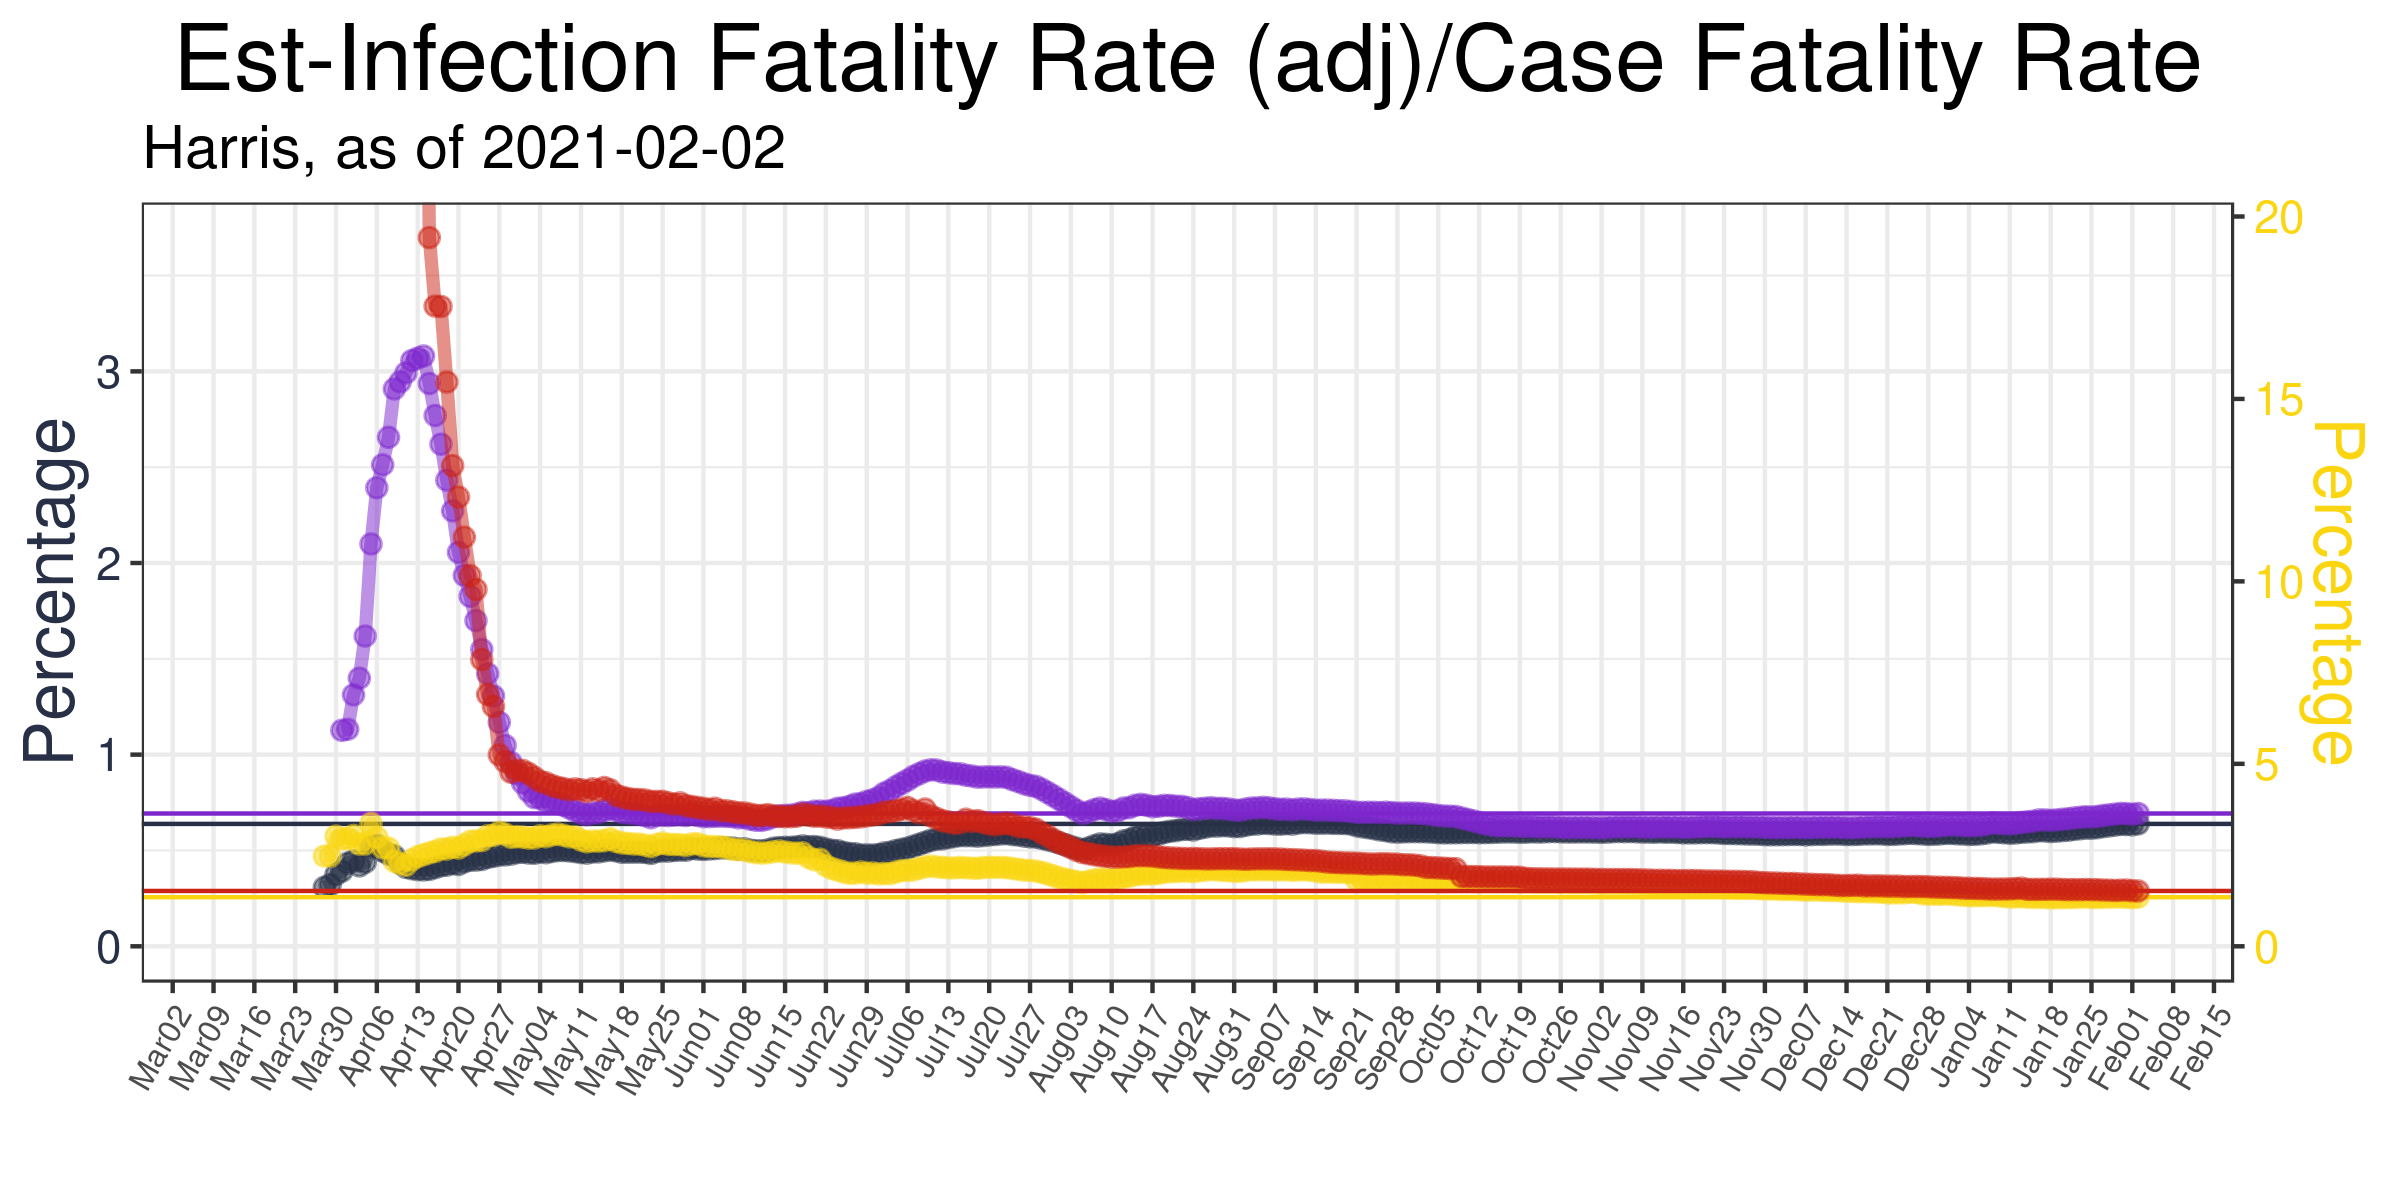 Est-Infection Fatality Rate (adj)/Case Fatality Rate
Harris, as of 2021-02-02
Percentage
3
2
1
0
20
15
10
5
0
Percentage
Mar02
Mar09
Mar16
Mar23
Mar30
Apr06
Apr13
Apr20
Apr27
May04
May11
May18
May25
Jun01
Jun08
Jun15
Jun22
Jun29
Jul06
Jul13
Jul20
Jul27
Aug03
Aug10
Aug17
Aug24
Aug31
Sep07
Sep14
Sep21
Sep28
Oct05
Oct12
Oct19
Oct26
Nov02
Nov09
Nov16
Nov23
Nov30
Dec07
Dec14
Dec21
Dec28
Dec04
Jan11
Jan18
Jan25
Feb01
Feb08
Feb15